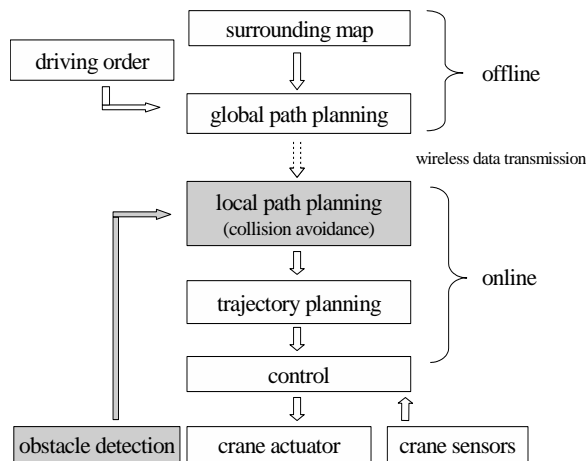 surrounding map
driving order
offline
global path planning
wireless data transmission
local path planning
(collision avoidance)
online
trajectory planning
control
obstacle detection
crane actuator
crane sensors